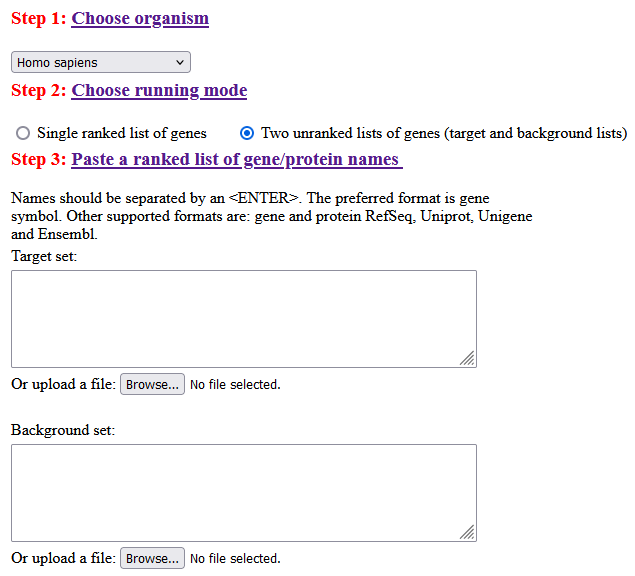 Step 1: Choose organism
Homo sapiens
Step 2: Choose running mode
Single ranked list of genes Two unranked lists of genes (target and background lists)
Step 3: Paste a ranked list of gene/protein names
Names should be separated by an <ENTER>. The preferred format is gene
symbol. Other supported formats are: gene and protein RefSeq, Uniprot, Unigene
and Ensembl.
Target set:
Or upload a file: Browse... No file selected.
Background set:
Or upload a file: Browse... No file selected.